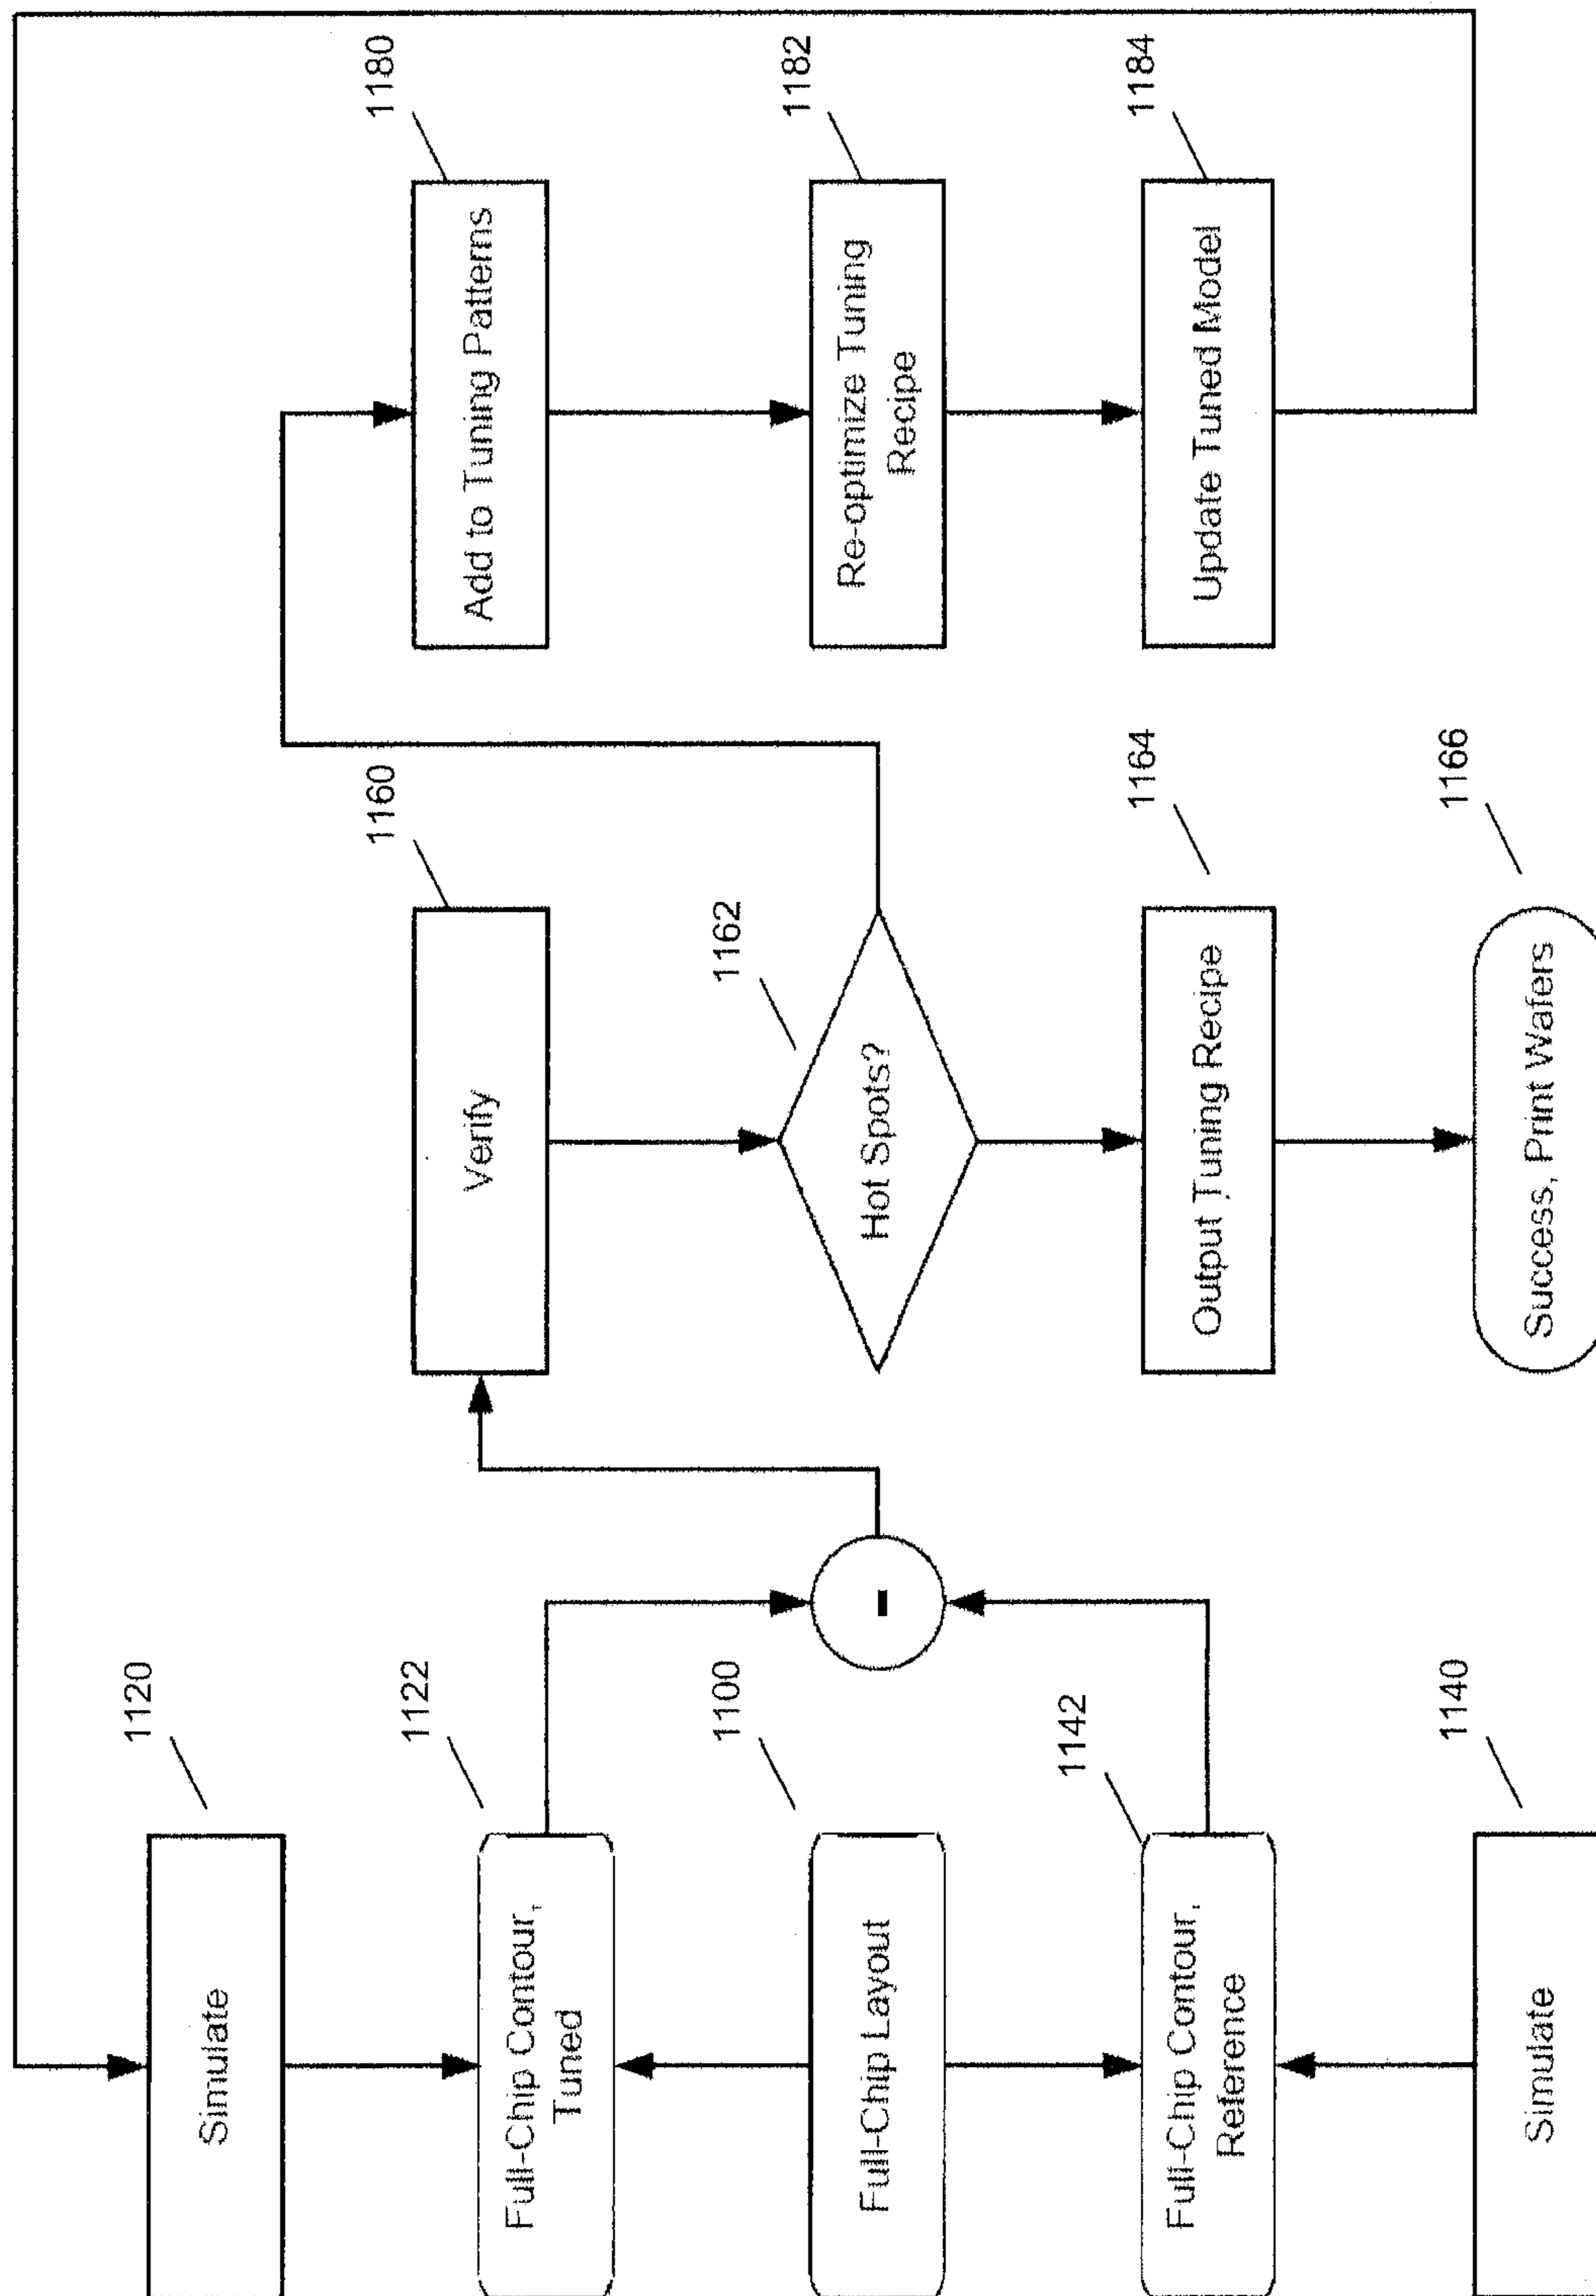 1120
Simulate
1122
Full-Chip Contour,
Tuned
1100
Full-Chip Layout
1142
Full-Chip Contour,
Reference
1140
Simulate
-
1160
Verify
1162
Hot Spots?
1164
Output Tuning Recipe
1166
Success, Print Wafers
1180
Add to Tuning Patterns
1182
Re-optimize Tuning
Recipe
1184
Update Tuned Model